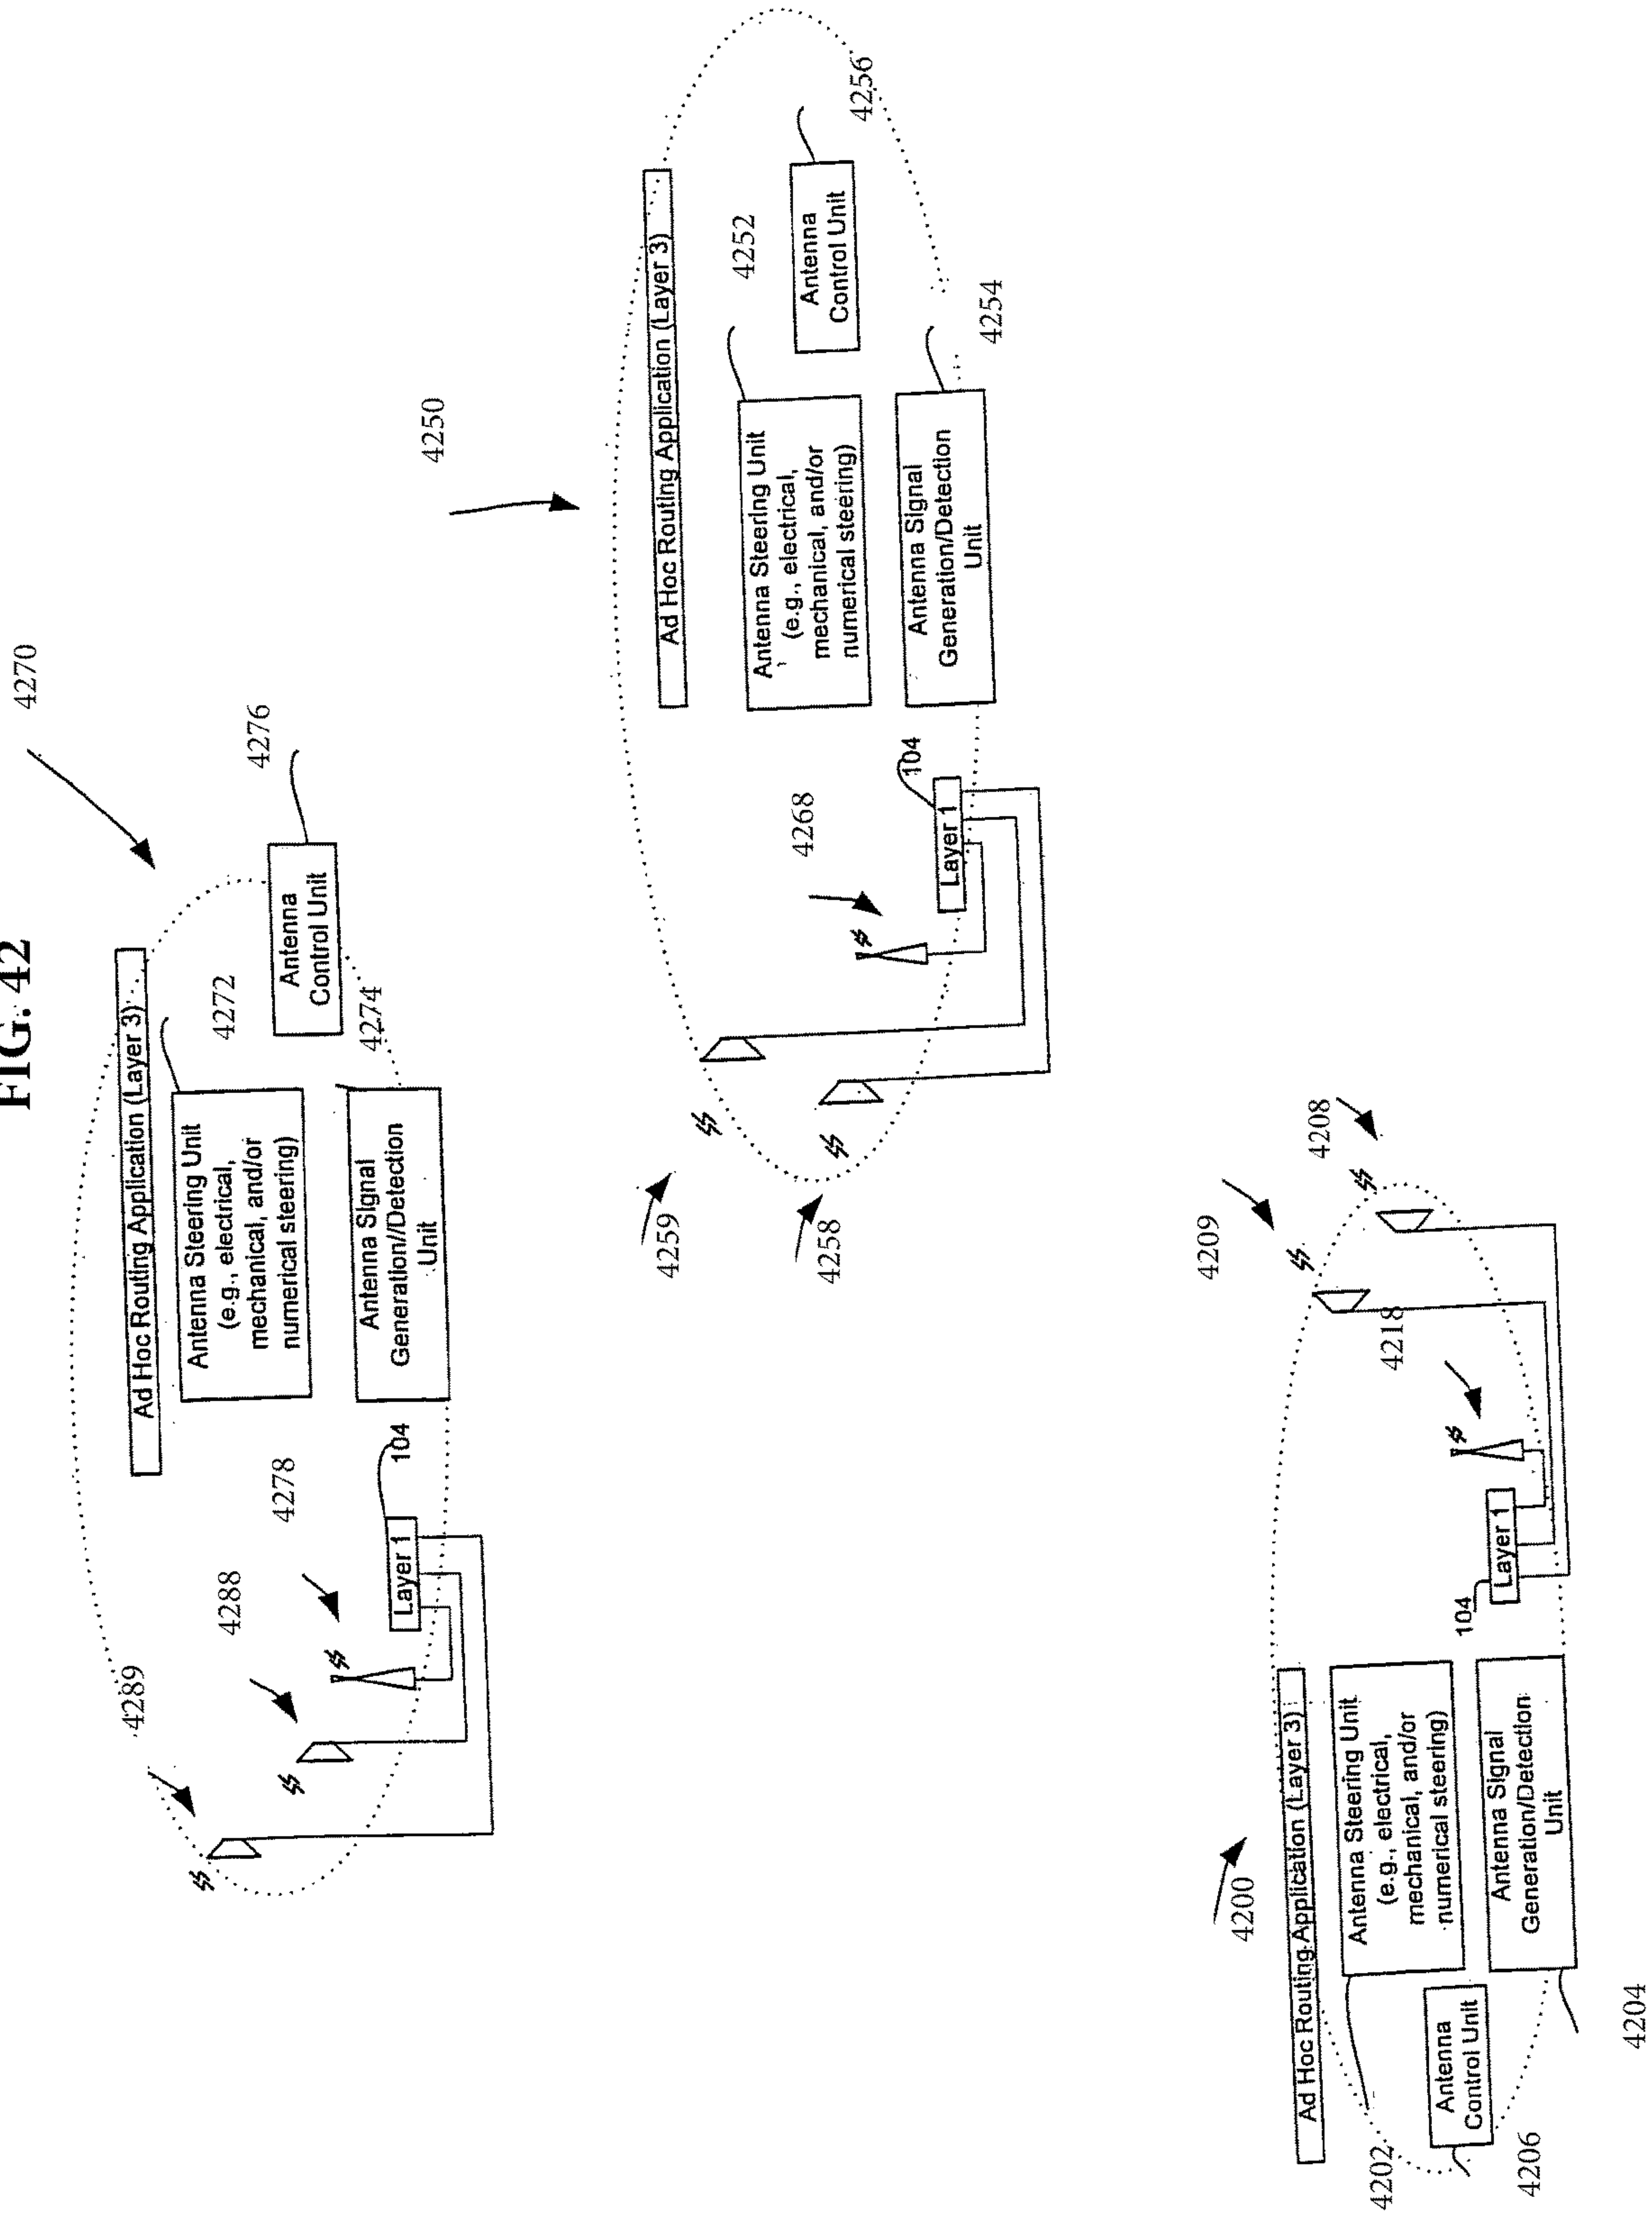 FIG. 42
4270
Ad Hoc Routing Application (Layer 3)
4272
4276
Antenna Steering Unit
(e.g., electrical,
mechanical, and/or
numerical steering)
Antenna
Control Unit
4274
Antenna Signal
Generation//Detection
Unit
4289
4288
4278
Layer 1
104
4250
Ad Hoc Routing Application (Layer 3)
4252
4256
Antenna Steering Unit
(e.g., electrical,
mechanical, and/or
numerical steering)
Antenna
Control Unit
4254
Antenna Signal
Generation/Detection
Unit
4259
4258
4268
Layer 1
104
4200
Ad Hoc Routing Application (Layer 3)
4202
Antenna Steering Unit
(e.g., electrical,
mechanical, and/or
numerical steering)
4206
Antenna
Control Unit
Antenna Signal
Generation/Detection
Unit
4204
104
Layer 1
4209
4208
4218